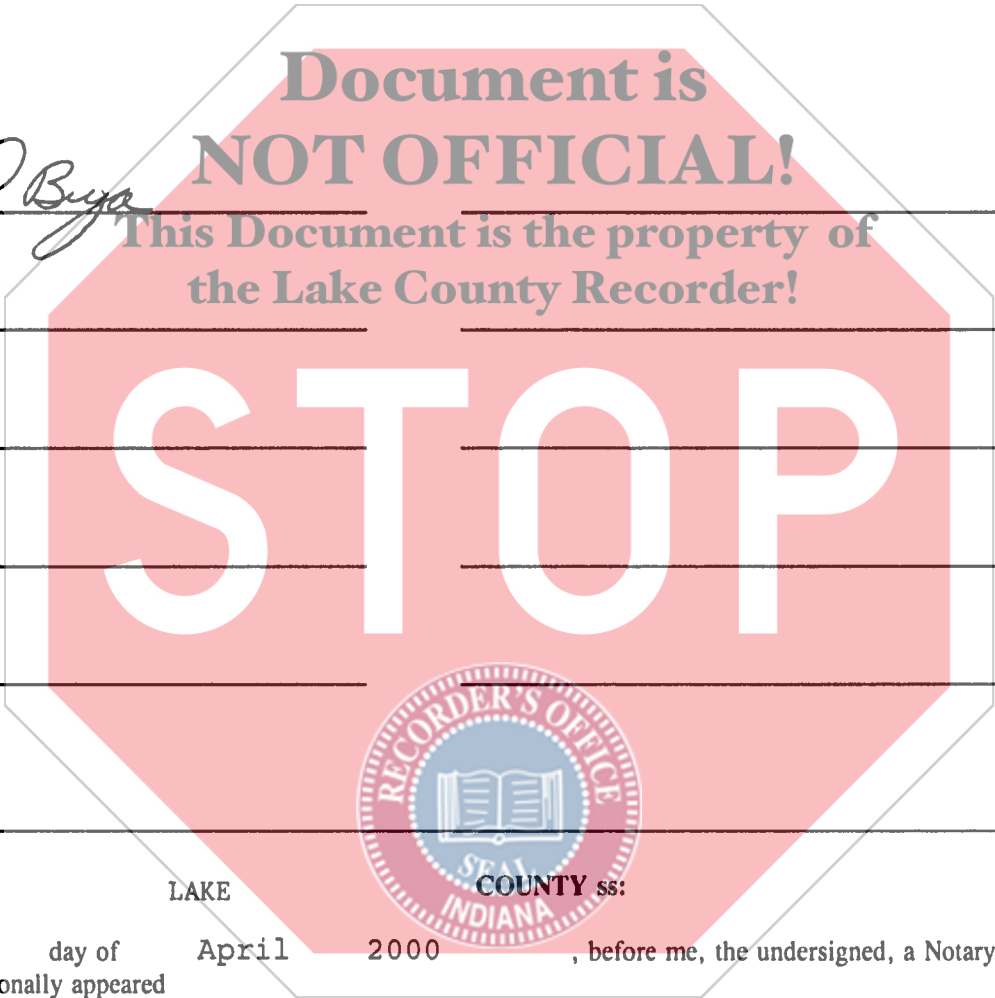 Document is
NOT OFFICIAL!
Buya
This Document is the property of
the Lake County Recorder!
STOP
RECORDER'S OFFICE
SEAL
INDIANA
LAKE COUNTY ss:
day of April 2000 , before me, the undersigned, a Notary
onally appeared